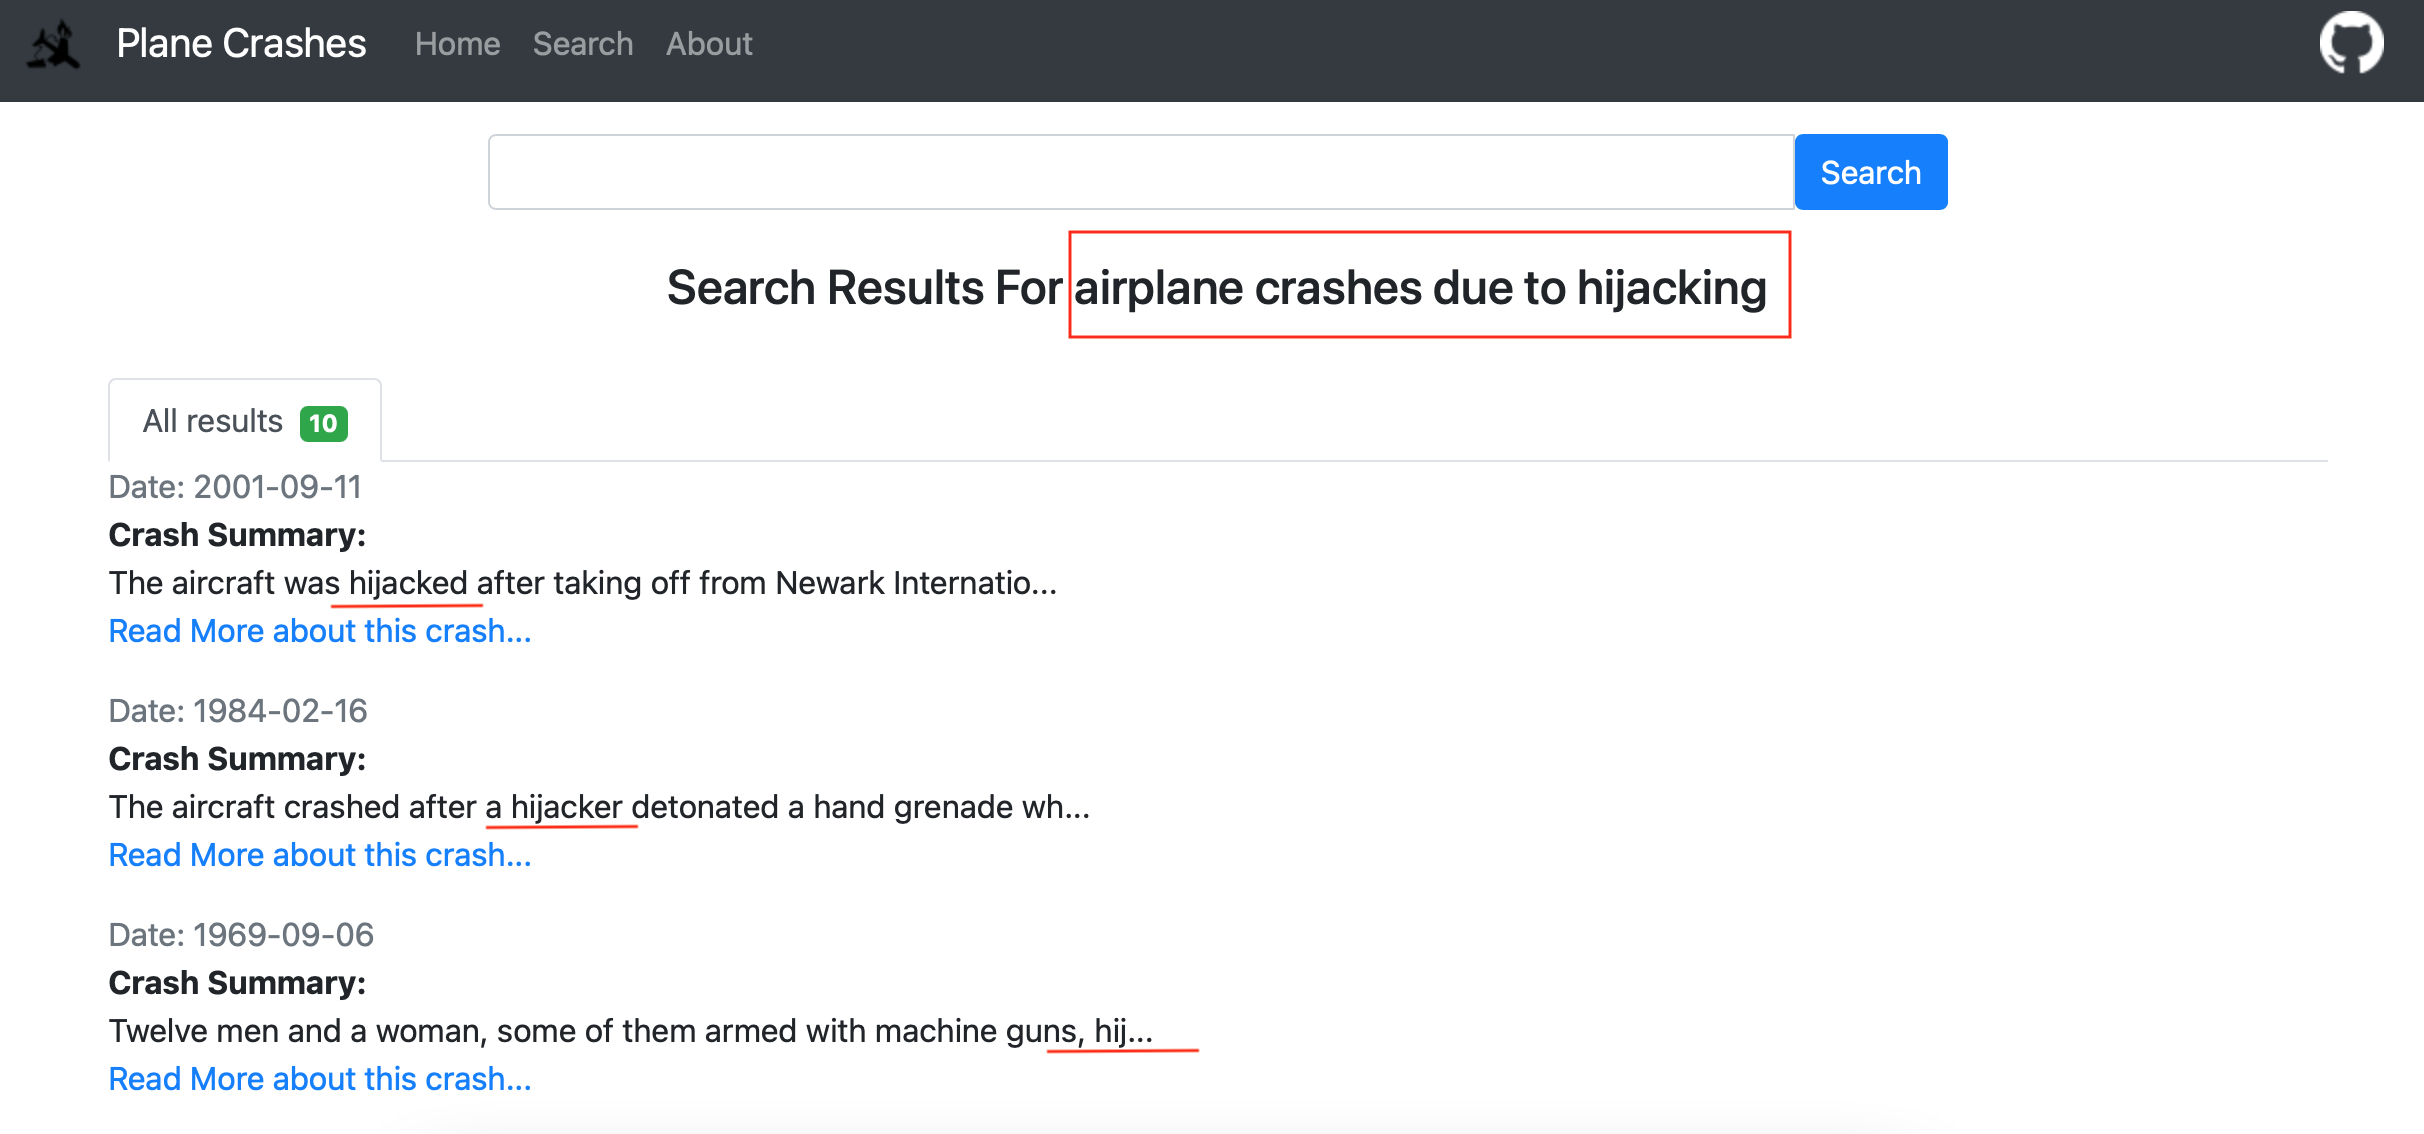 Plane Crashes Home Search About
Search
Search Results For airplane crashes due to hijacking
All results 10
Date: 2001-09-11
Crash Summary:
The aircraft was hijacked after taking off from Newark Internatio...
Read More about this crash...
Date: 1984-02-16
Crash Summary:
The aircraft crashed after a hijacker detonated a hand grenade wh...
Read More about this crash...
Date: 1969-09-06
Crash Summary:
Twelve men and a woman, some of them armed with machine guns, hij...
Read More about this crash...